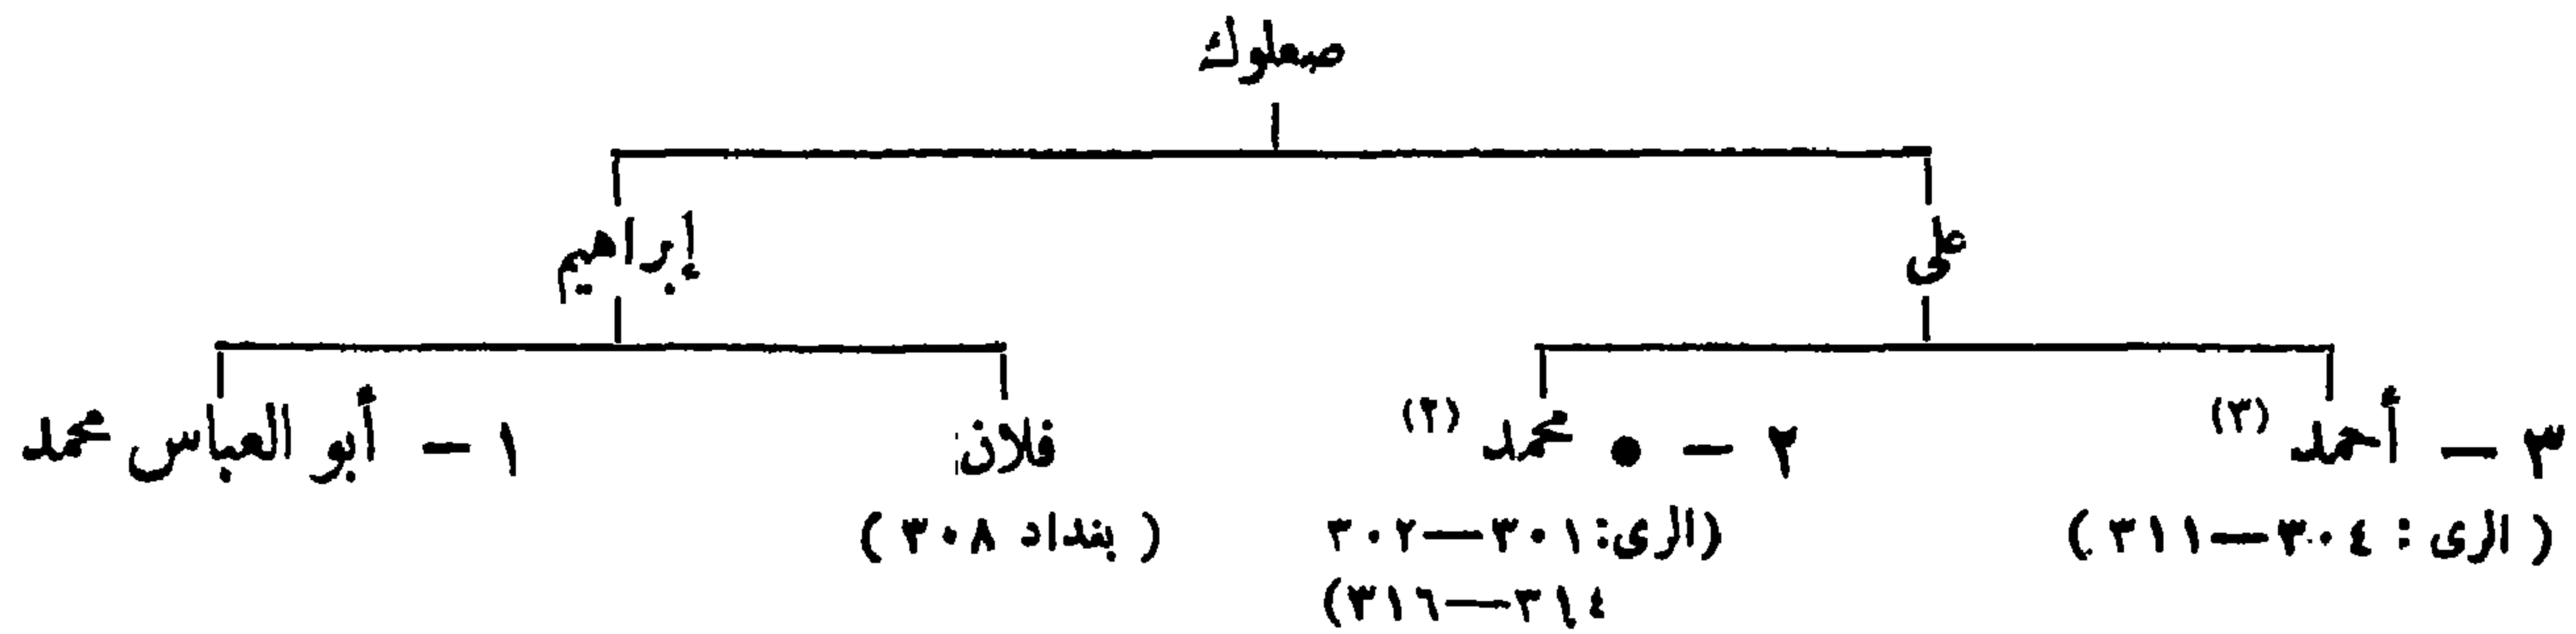 صعلوك
على إبراهيم
٣ — أحمد (٣) ٢ — ● محمد (٢) فلان ١ — أبو العباس محمد
( الرى : ٣٠٤—٣١١ ) (الرى: ٣٠١—٣٠٢ ( بغداد ٣٠٨ )
٣١٤—٣١٦)